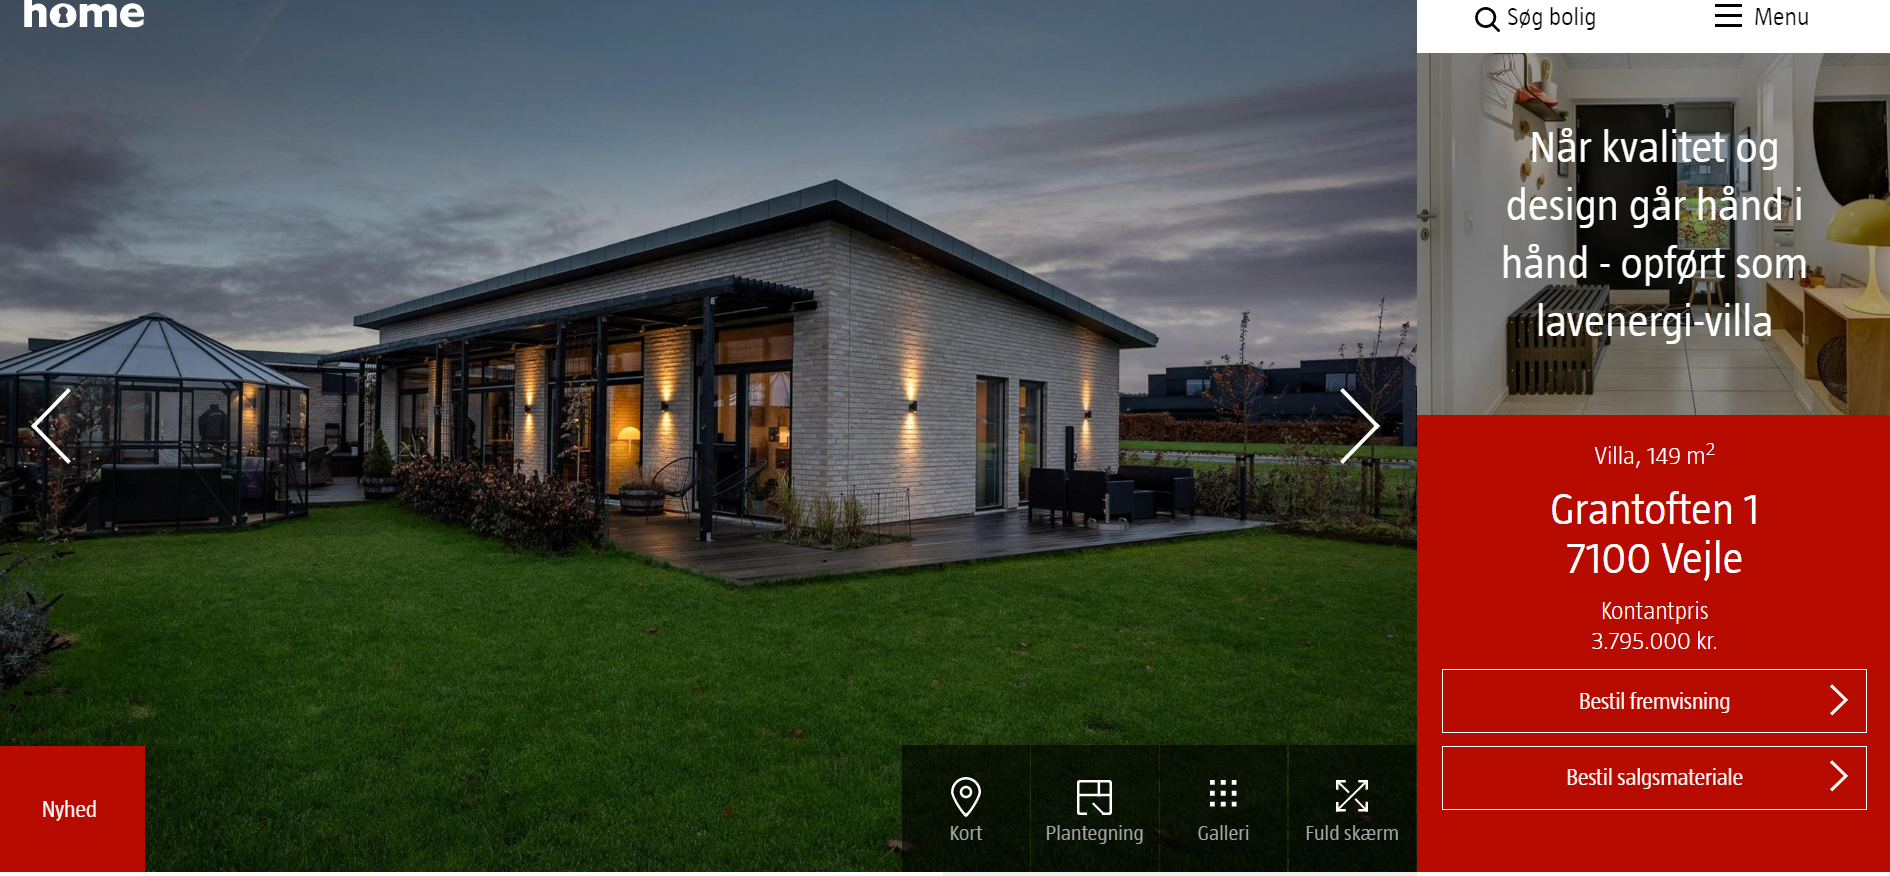 home
Søg bolig
Menu
Når kvalitet og
design går hånd i
hånd - opført som
lavenergi-villa
Villa, 149 m²
Grantoften 1
7100 Vejle
Kontantpris
3.795.000 kr.
Bestil fremvisning
Bestil salgsmateriale
Nyhed
Kort
Plantegning
Galleri
Fuld skærm